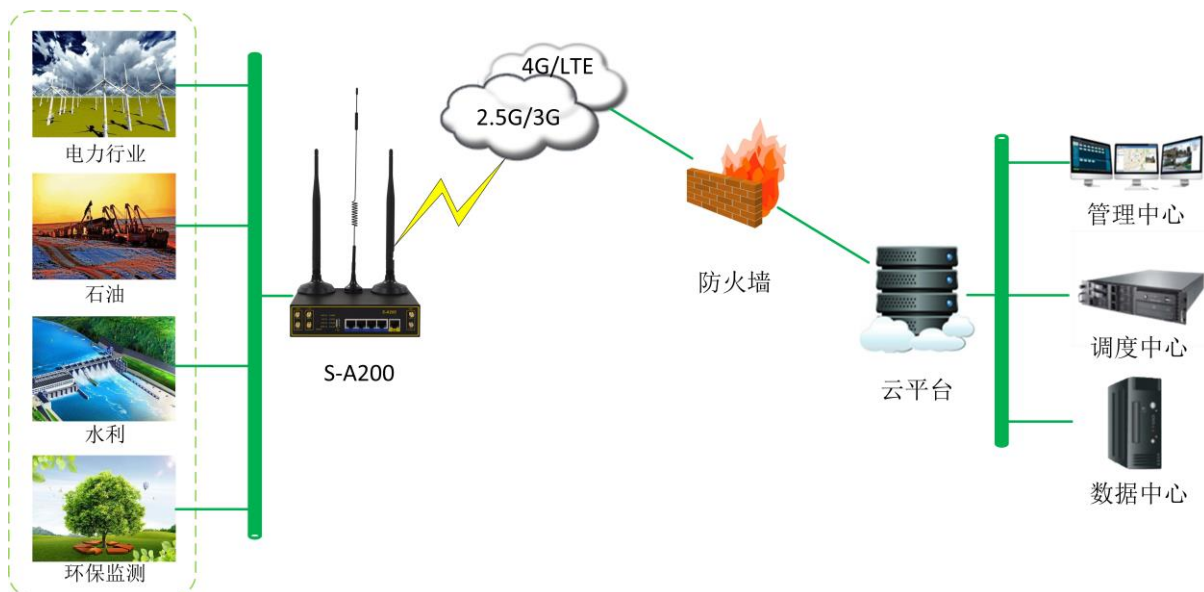 电力行业
石油
水利
环保监测
S-A200
S-A200
4G/LTE
2.5G/3G
防火墙
云平台
管理中心
调度中心
数据中心